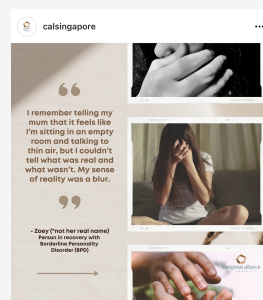 calsingapore
I remember telling my
mum that it feels like
I'm sitting in an empty
room and talking to
thin air, but I couldn't
tell what was real and
what wasn't. My sense
of reality was a blur.
- Zoey (*not her real name)
Person in recovery with
Borderline Personality
Disorder (BPD)
caregivers alliance